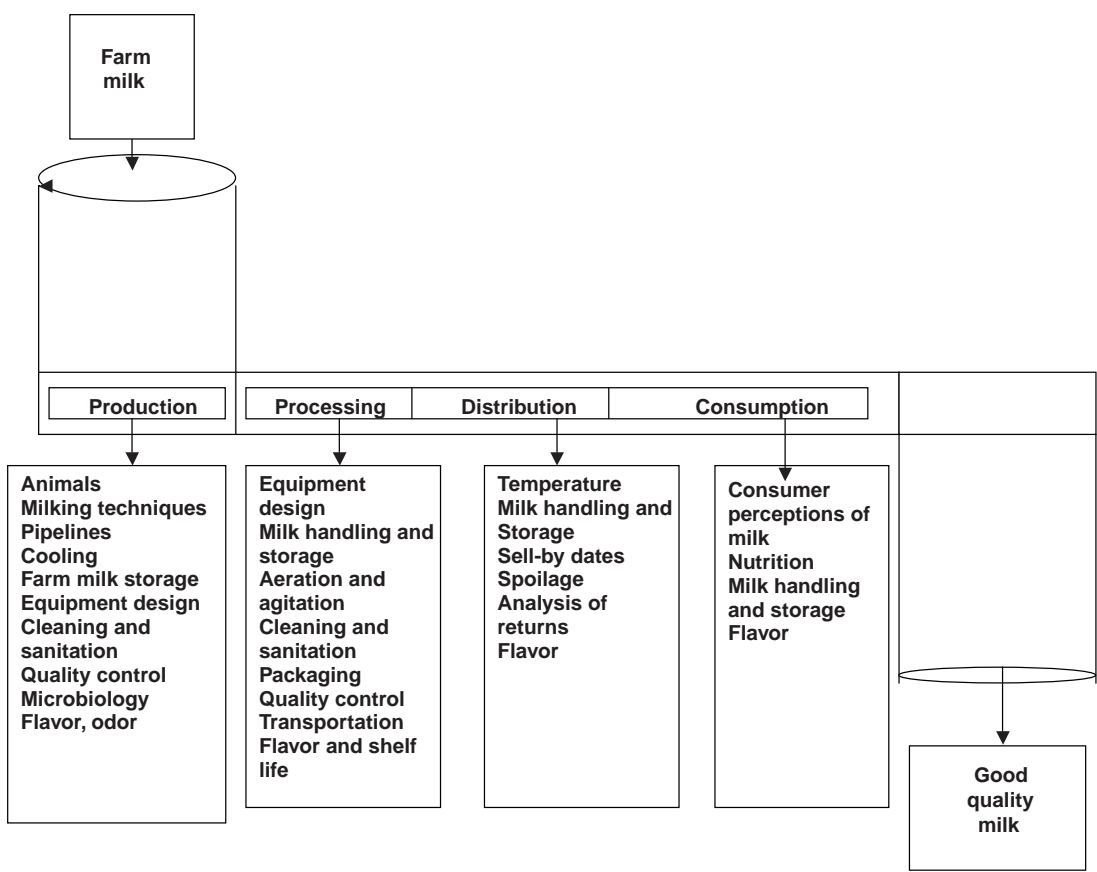 Farm
milk
Production
Processing
Distribution
Consumption
Animals
Milking techniques
Pipelines
Cooling
Farm milk storage
Equipment design
Cleaning and
sanitation
Quality control
Microbiology
Flavor, odor
Equipment
design
Milk handling and
storage
Aeration and
agitation
Cleaning and
sanitation
Packaging
Quality control
Transportation
Flavor and shelf
life
Temperature
Milk handling and
Storage
Sell-by dates
Spoilage
Analysis of
returns
Flavor
Consumer
perceptions of
milk
Nutrition
Milk handling
and storage
Flavor
Good
quality
milk